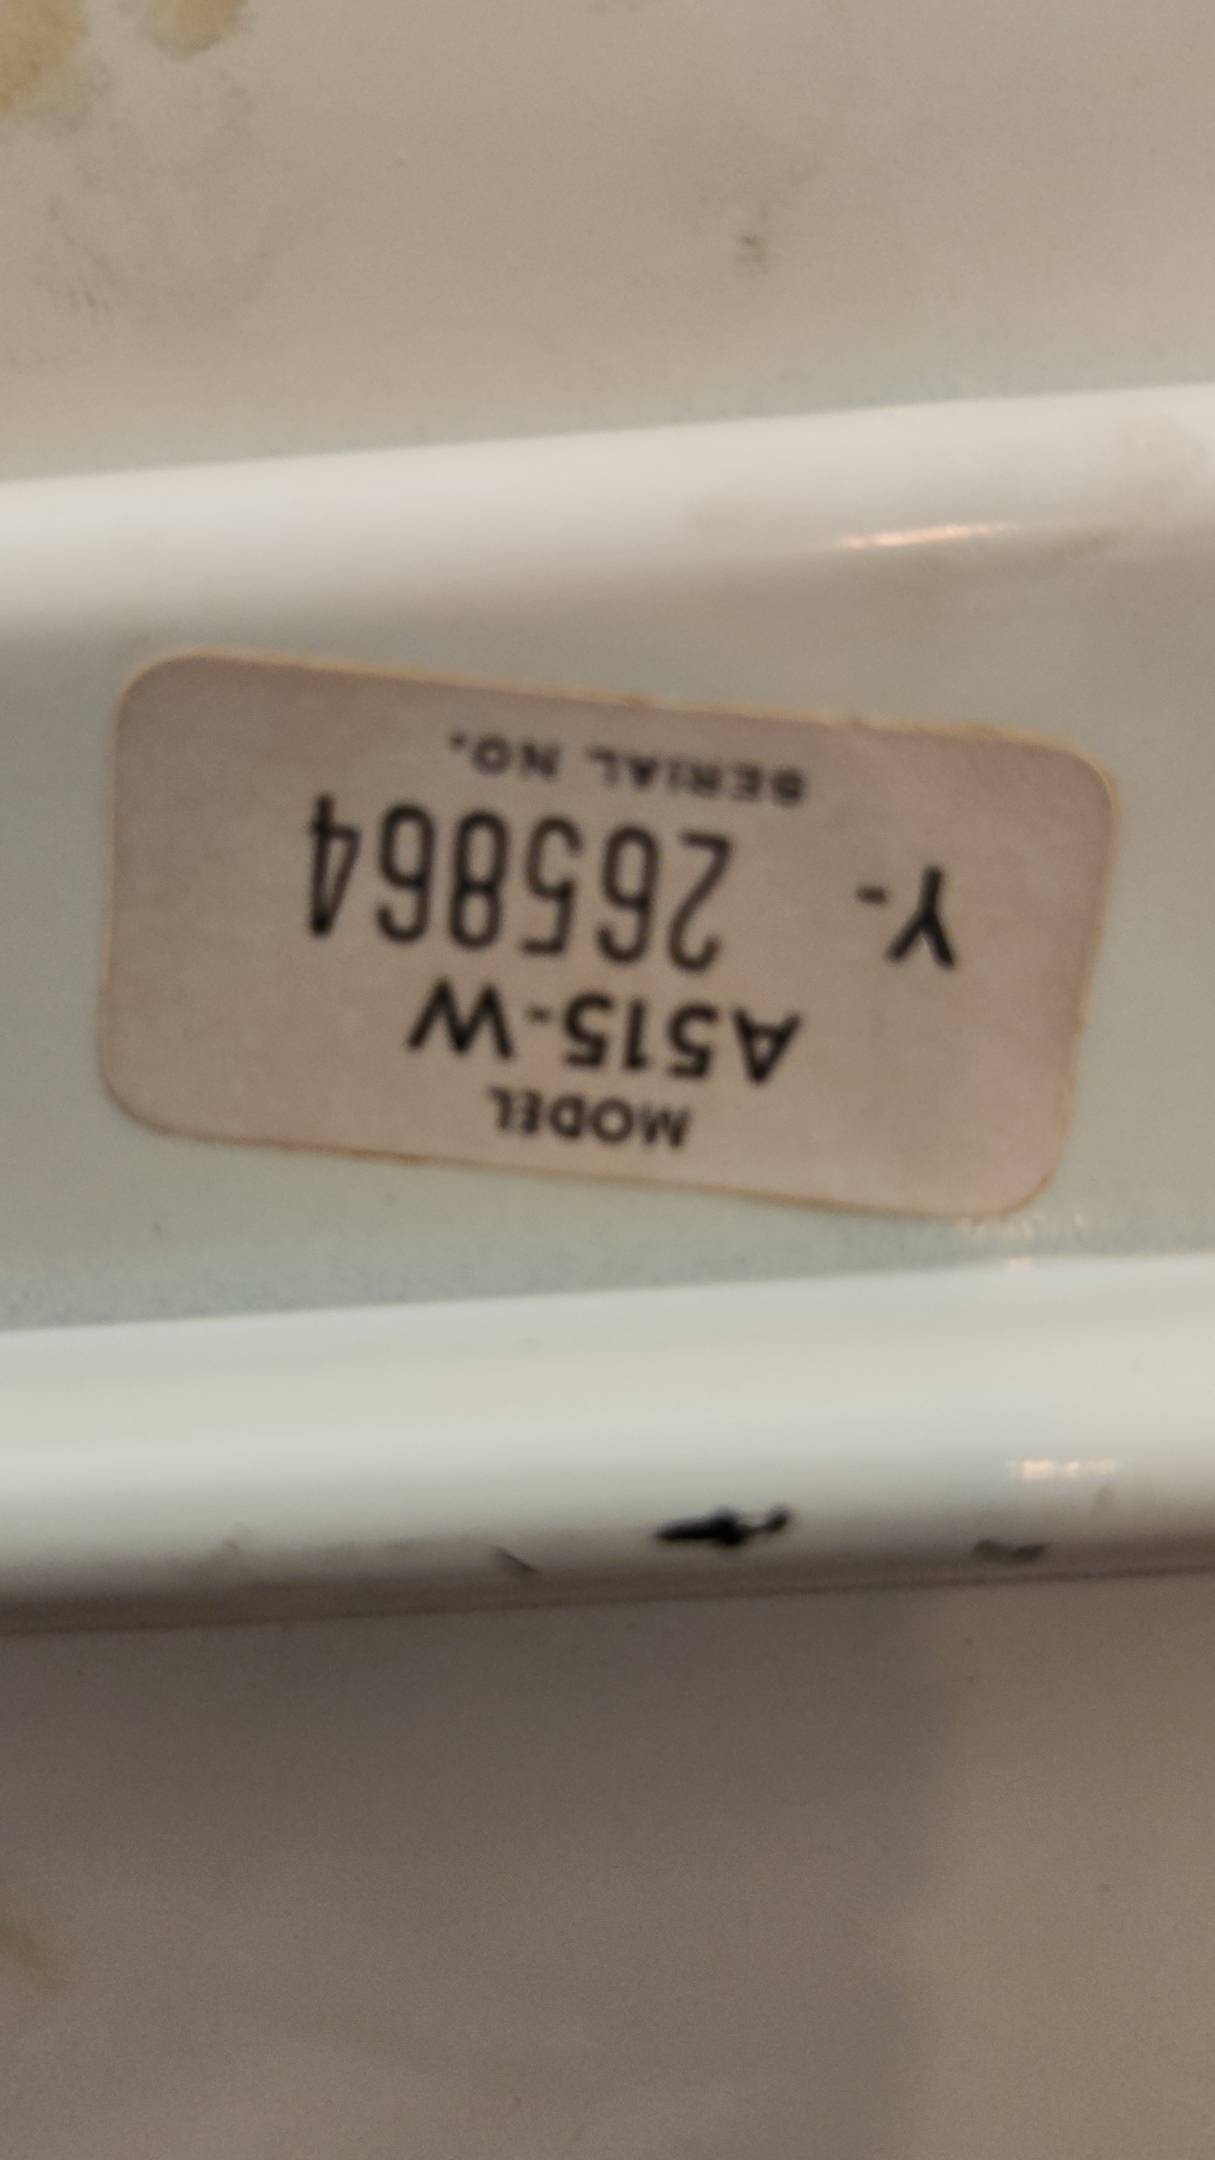 MODEL
A515-W
Y- 265864
SERIAL NO.